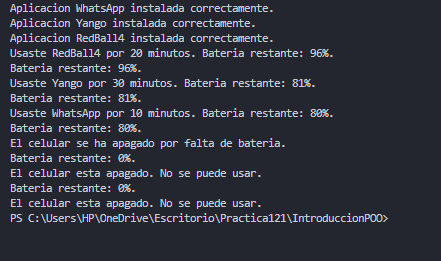 Aplicacion WhatsApp instalada correctamente.
Aplicacion Yango instalada correctamente.
Aplicacion RedBall4 instalada correctamente.
Usaste RedBall4 por 20 minutos. Bateria restante: 96%.
Bateria restante: 96%.
Usaste Yango por 30 minutos. Bateria restante: 81%.
Bateria restante: 81%.
Usaste WhatsApp por 10 minutos. Bateria restante: 80%.
Bateria restante: 80%.
El celular se ha apagado por falta de bateria.
Bateria restante: 0%.
El celular esta apagado. No se puede usar.
Bateria restante: 0%.
El celular esta apagado. No se puede usar.
PS C:\Users\HP\OneDrive\Escritorio\Practica121\IntroduccionPOO>